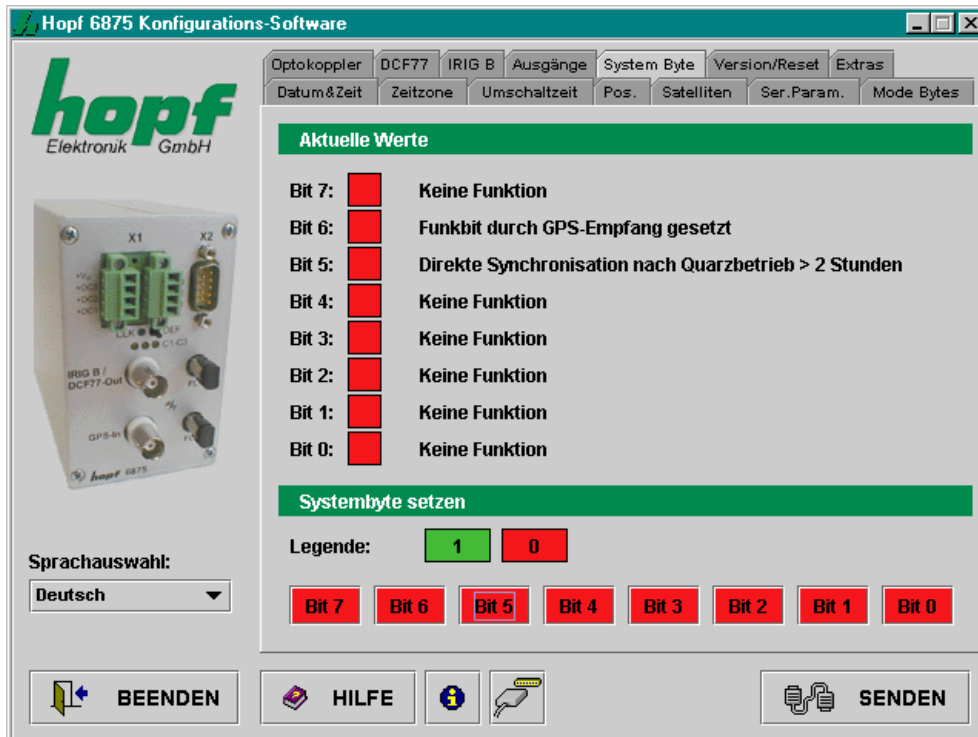 Hopf 6875 Konfigurations-Software
hopf
Elektronik GmbH
Optokoppler DCF77 IRIG B Ausgänge System Byte Version/Reset Extras
Datum&Zeit Zeitzone Umschaltzeit Pos. Satelliten Ser.Param. Mode Bytes
Aktuelle Werte
Bit 7: Keine Funktion
Bit 6: Funkbit durch GPS-Empfang gesetzt
Bit 5: Direkte Synchronisation nach Quarzbetrieb > 2 Stunden
Bit 4: Keine Funktion
Bit 3: Keine Funktion
Bit 2: Keine Funktion
Bit 1: Keine Funktion
Bit 0: Keine Funktion
X1 X2
CLK DEF
C1-C3
IRIG B /
DCF77-Out
GPS-In
hopf 6875
Systembyte setzen
Legende: 1 0
Bit 7 Bit 6 Bit 5 Bit 4 Bit 3 Bit 2 Bit 1 Bit 0
Sprachauswahl:
Deutsch
BEENDEN HILFE SENDEN